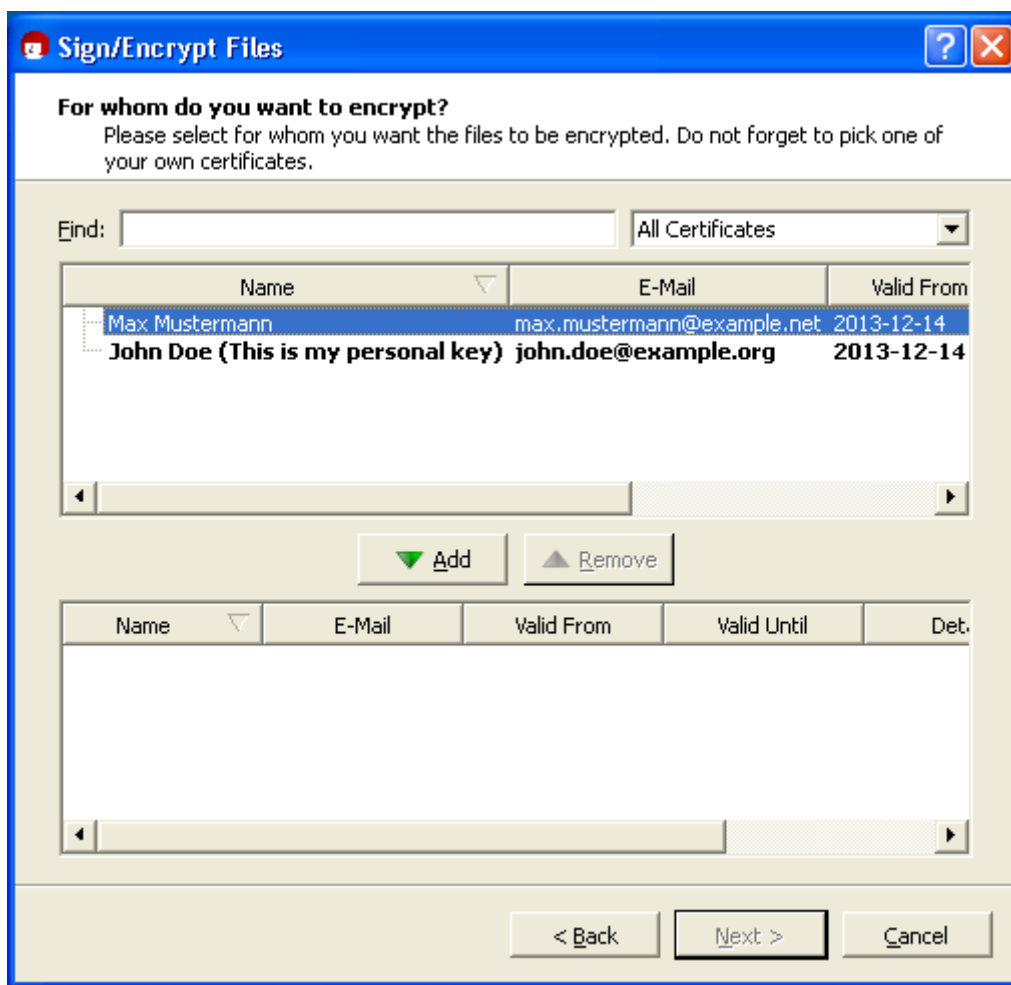 Sign/Encrypt Files
For whom do you want to encrypt?
Please select for whom you want the files to be encrypted. Do not forget to pick one of
your own certificates.
Find: All Certificates
Name E-Mail Valid From
Max Mustermann max.mustermann@example.net 2013-12-14
John Doe (This is my personal key) john.doe@example.org 2013-12-14
Add Remove
Name E-Mail Valid From Valid Until Det
< Back Next > Cancel